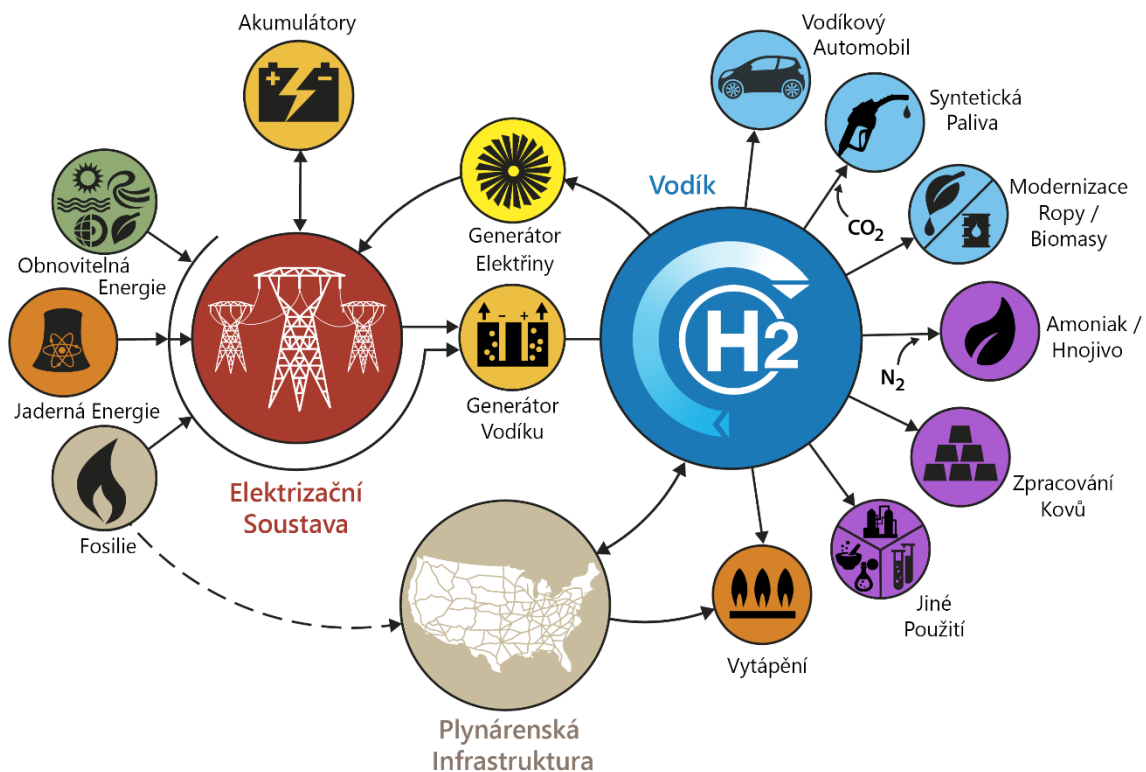 Akumulátory
Vodíkový
Automobil
Syntetická
Paliva
Vodík
CO2
Modernizace
Ropy /
Biomasy
Obnovitelná
Energie
Generátor
Elektřiny
+ -
H2
Amoniak /
Hnojivo
N2
Jaderná Energie
- +
Generátor
Vodíku
Elektrizační
Soustava
Zpracování
Kovů
Fosilie
Jiné
Použití
Vytápění
Plynárenská
Infrastruktura